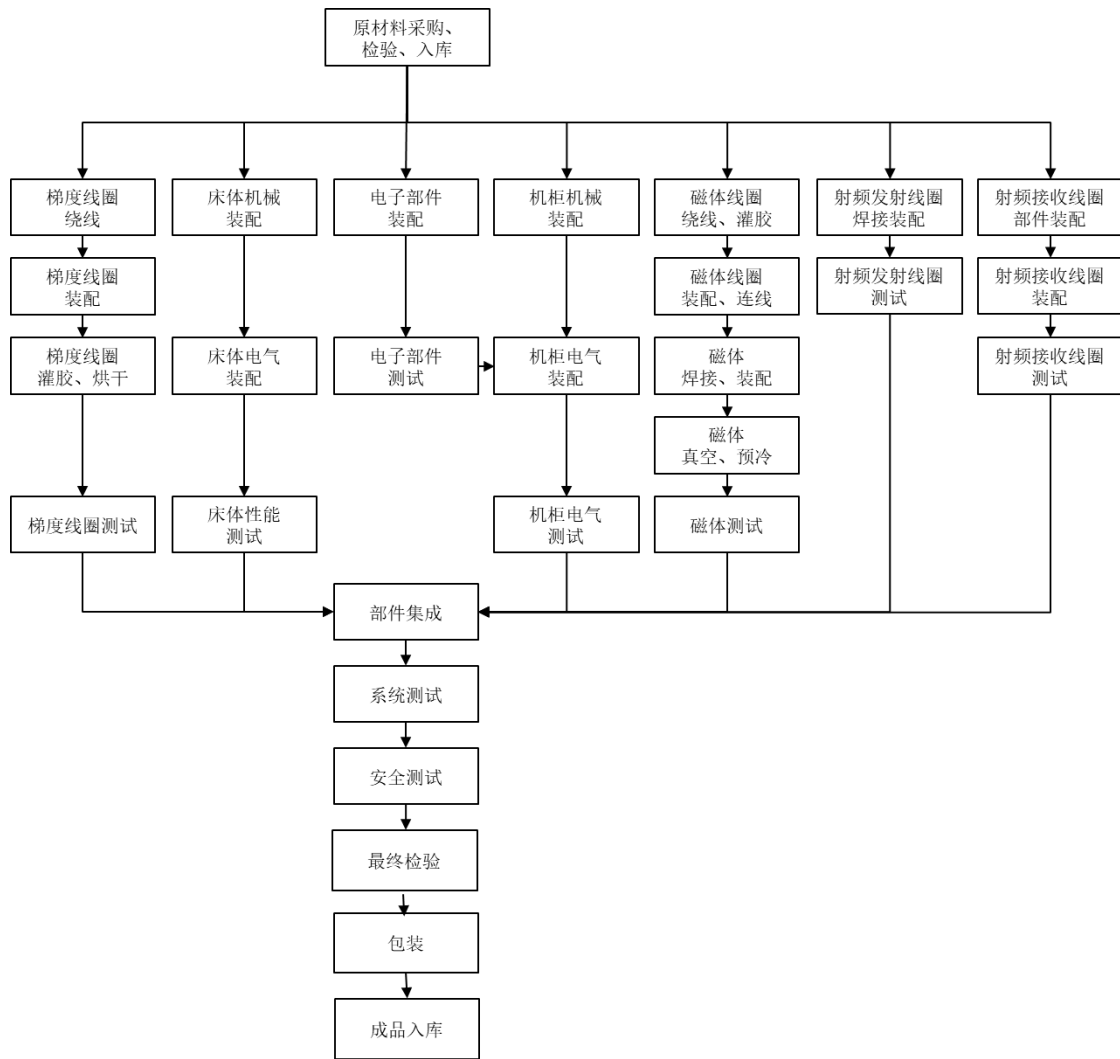 原材料采购、
检验、入库
梯度线圈
绕线
床体机械
装配
电子部件
装配
机柜机械
装配
磁体线圈
绕线、灌胶
射频发射线圈
焊接装配
射频接收线圈
部件装配
梯度线圈
装配
磁体线圈
装配、连线
射频发射线圈
测试
射频接收线圈
装配
梯度线圈
灌胶、烘干
床体电气
装配
电子部件
测试
机柜电气
装配
磁体
焊接、装配
射频接收线圈
测试
磁体
真空、预冷
梯度线圈测试
床体性能
测试
机柜电气
测试
磁体测试
部件集成
系统测试
安全测试
最终检验
包装
成品入库